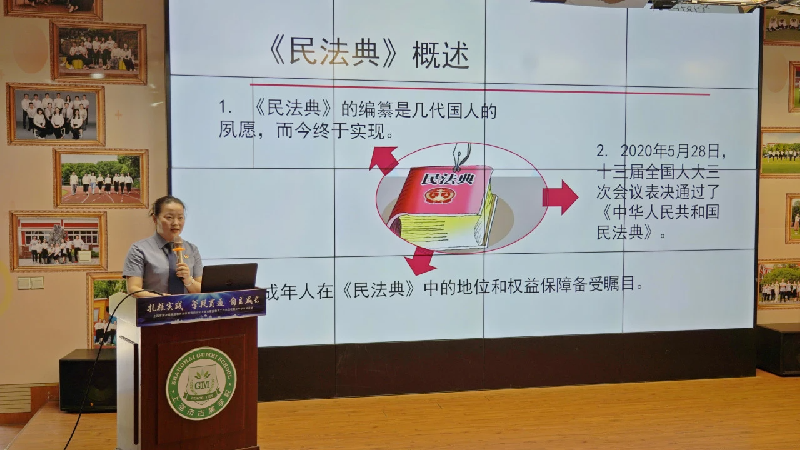 《民法典》概述
1. 《民法典》的编纂是几代国人的
夙愿，而今终于实现。
民法典
2. 2020年5月28日，
十三届全国人大三
次会议表决通过了
《中华人民共和国
民法典》。
成年人在《民法典》中的地位和权益保障备受瞩目。
扎根实践
自主成长
GM